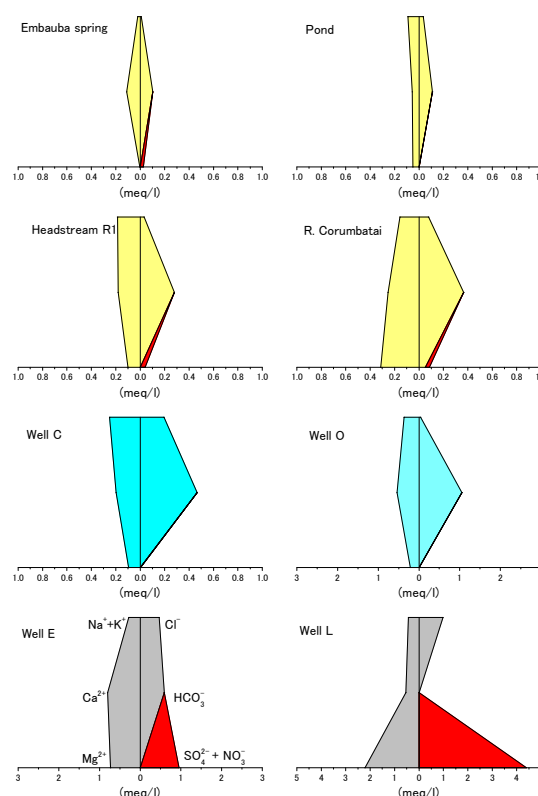 Embauba spring
Pond
1.0 0.8 0.6 0.4 0.2 0.0 0.2 0.4 0.6 0.8 1.0
(meq/l)
1.0 0.8 0.6 0.4 0.2 0.0 0.2 0.4 0.6 0.8 1.0
(meq/l)
Headstream R1
R. Corumbatai
1.0 0.8 0.6 0.4 0.2 0.0 0.2 0.4 0.6 0.8 1.0
(meq/l)
1.0 0.8 0.6 0.4 0.2 0.0 0.2 0.4 0.6 0.8 1.0
(meq/l)
Well C
Well O
1.0 0.8 0.6 0.4 0.2 0.0 0.2 0.4 0.6 0.8 1.0
(meq/l)
3 2 1 0 1 2
(meq/l)
Well E
Na⁺+K⁺
Cl⁻
Ca²⁺
HCO₃⁻
Mg²⁺
SO₄²⁻ + NO₃⁻
3 2 1 0 1 2 3
(meq/l)
Well L
5 4 3 2 1 0 1 2 3 4
(meq/l)